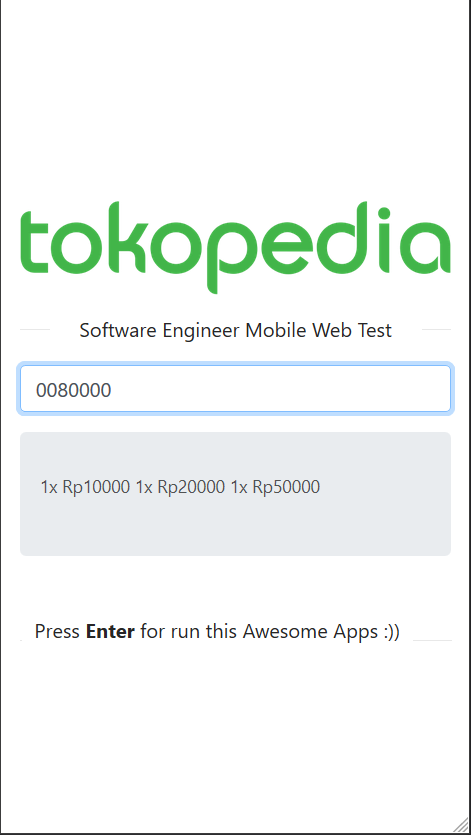 tokopedia
Software Engineer Mobile Web Test
0080000
1x Rp10000 1x Rp20000 1x Rp50000
Press Enter for run this Awesome Apps :))